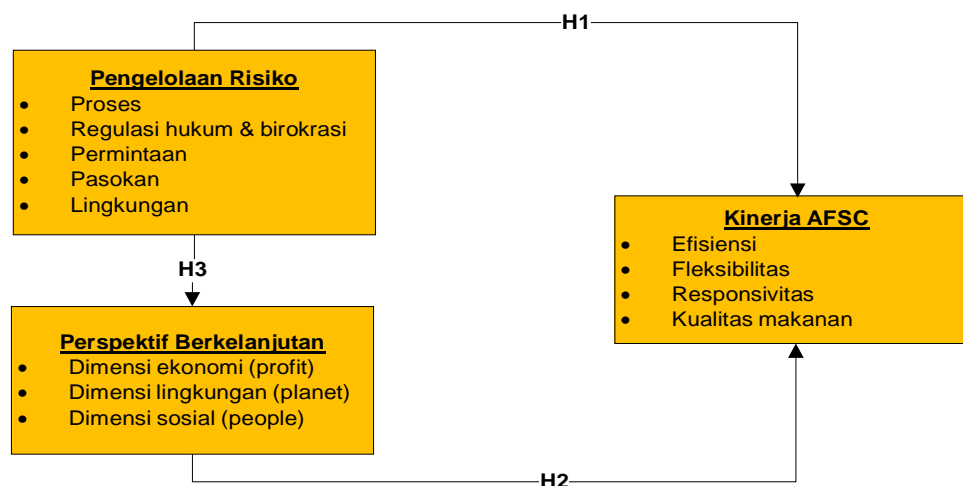 H1
Pengelolaan Risiko
• Proses
• Regulasi hukum & birokrasi
• Permintaan
• Pasokan
• Lingkungan
Kinerja AFSC
• Efisiensi
• Fleksibilitas
• Responsivitas
• Kualitas makanan
H3
Perspektif Berkelanjutan
• Dimensi ekonomi (profit)
• Dimensi lingkungan (planet)
• Dimensi sosial (people)
H2